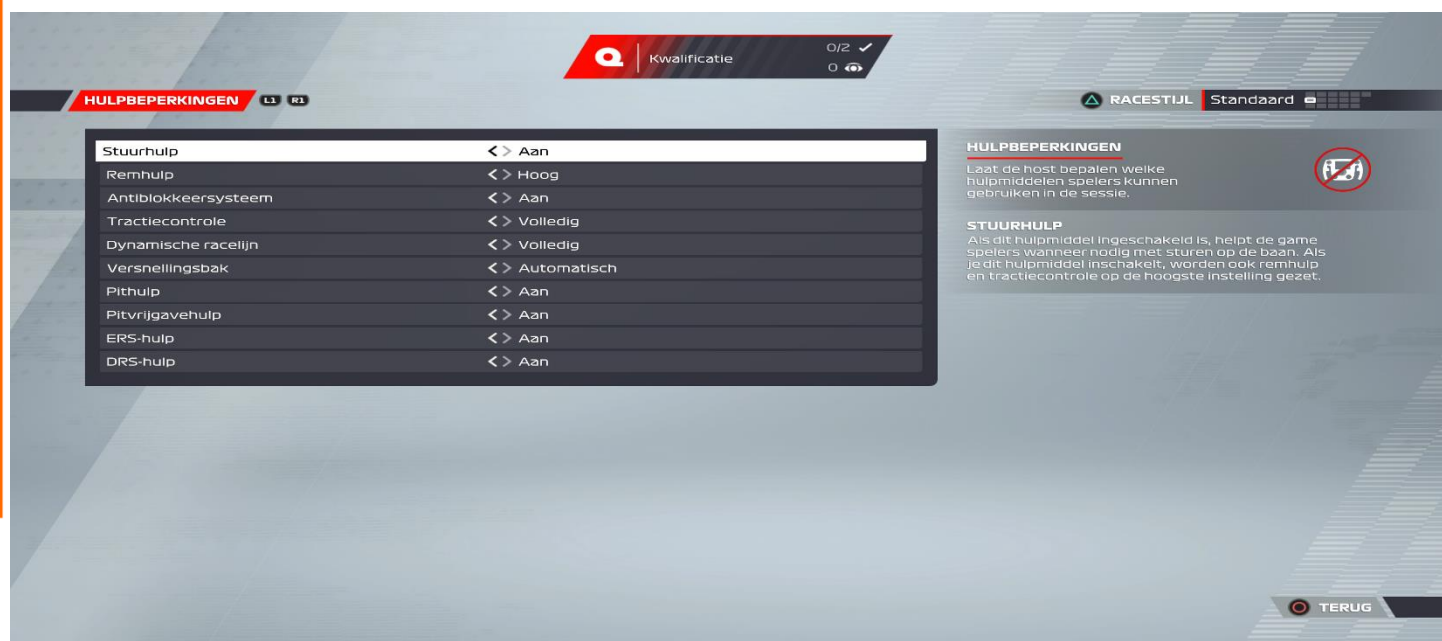 Q Kwalificatie 0/2
0
HULPBEPERKINGEN L1 R1
RACESTIJL Standaard
Stuurhulp < > Aan
Remhulp < > Hoog
Antiblokkeersysteem < > Aan
Tractiecontrole < > Volledig
Dynamische racelijn < > Volledig
Versnellingsbak < > Automatisch
Pithulp < > Aan
Pitvrijgavehulp < > Aan
ERS-hulp < > Aan
DRS-hulp < > Aan
HULPBEPERKINGEN
Laat de host bepalen welke
hulpmiddelen spelers kunnen
gebruiken in de sessie.
STUURHULP
Als dit hulpmiddel ingeschakeld is, helpt de game
spelers wanneer nodig met sturen op de baan. Als
je dit hulpmiddel inschakelt, worden ook remhulp
en tractiecontrole op de hoogste instelling gezet.
TERUG